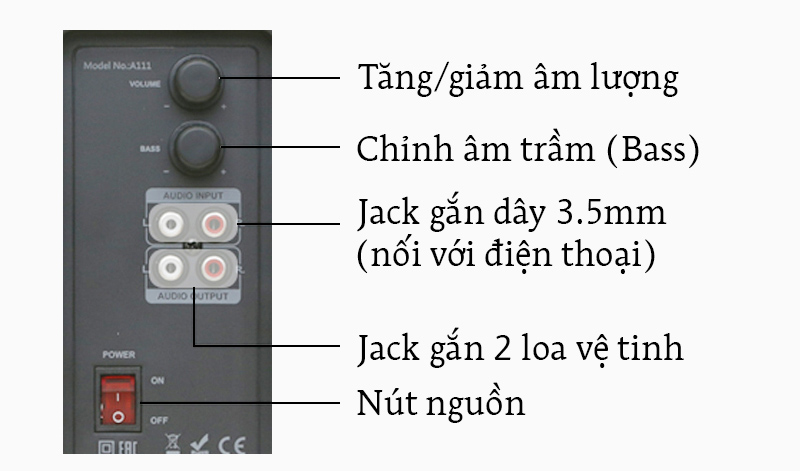 Model No.:A111
VOLUME
- +
BASS
- +
AUDIO INPUT
L R
L R
AUDIO OUTPUT
POWER
ON
OFF
EAC
CE
Tăng/giảm âm lượng
Chỉnh âm trầm (Bass)
Jack gắn dây 3.5mm
(nối với điện thoại)
Jack gắn 2 loa vệ tinh
Nút nguồn